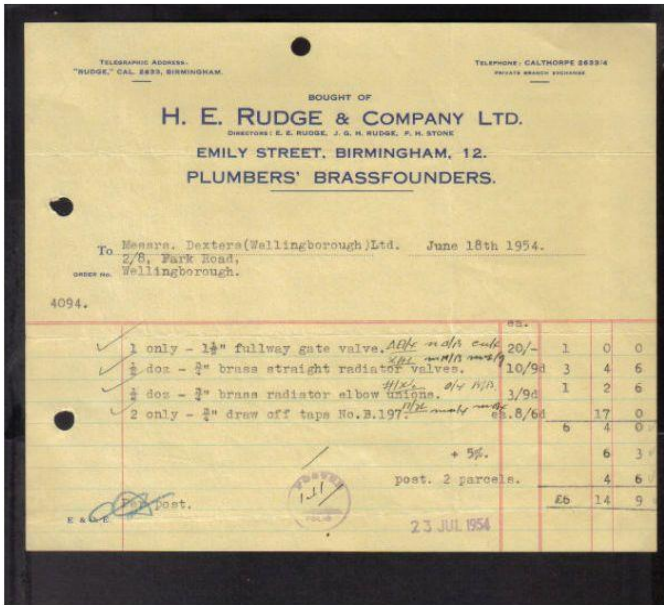 TELEGRAPHIC ADDRESS:
"RUDGE," CAL. 2633, BIRMINGHAM.
TELEPHONE: CALTHORPE 2633/4
PRIVATE BRANCH EXCHANGE
BOUGHT OF
H. E. RUDGE & COMPANY LTD.
DIRECTORS: E. E. RUDGE, J. G. H. RUDGE, P. H. STONE
EMILY STREET, BIRMINGHAM, 12.
PLUMBERS' BRASSFOUNDERS.
To Messrs. Dexters(Wellingborough)Ltd. June 18th 1954.
2/8, Park Road,
ORDER No. Wellingborough.
4094.
ea.
1 only - 1½" fullway gate valve. 20/- 1 0 0
½ doz - ¾" brass straight radiator valves. 10/9d 3 4 6
½ doz - ¾" brass radiator elbow unions. 3/9d 1 2 6
2 only - ¾" draw off taps No.B.197. ea.8/6d 17 0
6 4 0
+ 5%. 6 3
post. 2 parcels. 4 6
£6 14 9
Per Post.
E & O E
POSTED
FOLIO
23 JUL 1954